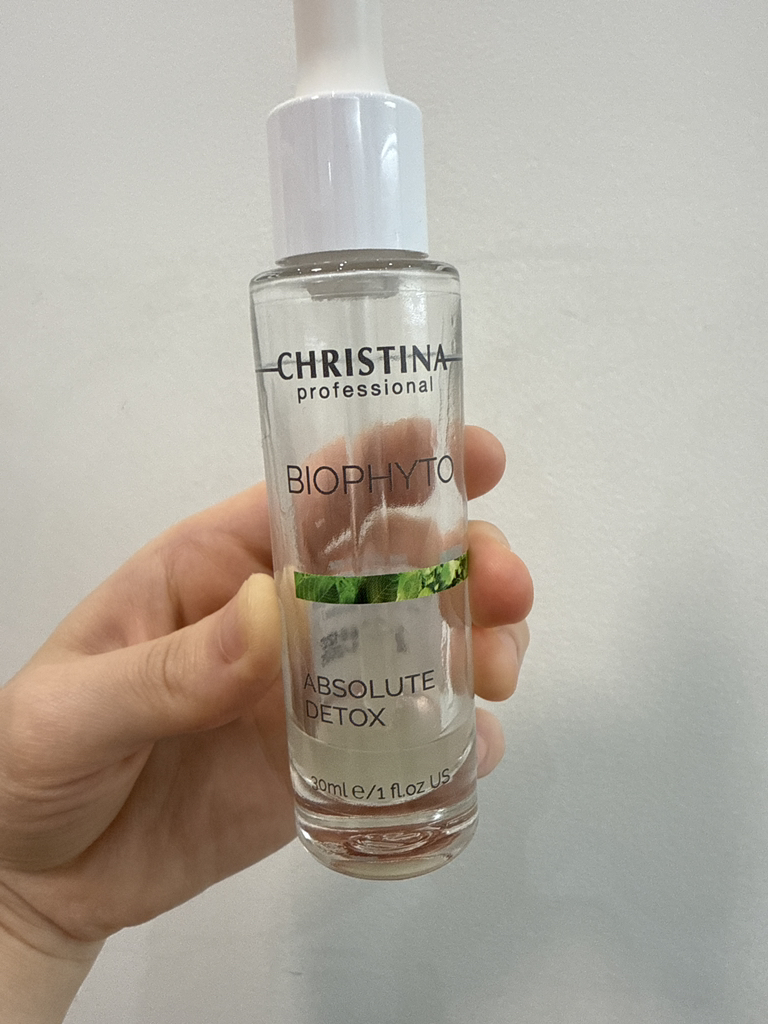 CHRISTINA
professional
BIOPHYTO
ABSOLUTE
DETOX
30ml e/1 fl.oz US